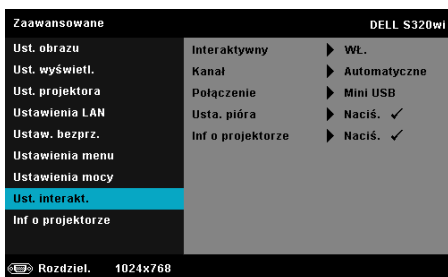 Zaawansowane DELL S320wi
Ust. obrazu Interaktywny WŁ.
Ust. wyświetl. Kanał Automatyczne
Ust. projektora Połączenie Mini USB
Ustawienia LAN Usta. pióra Naciś. ✓
Ustaw. bezprz. Inf o projektorze Naciś. ✓
Ustawienia menu
Ustawienia mocy
Ust. interakt.
Inf o projektorze
Rozdziel. 1024x768